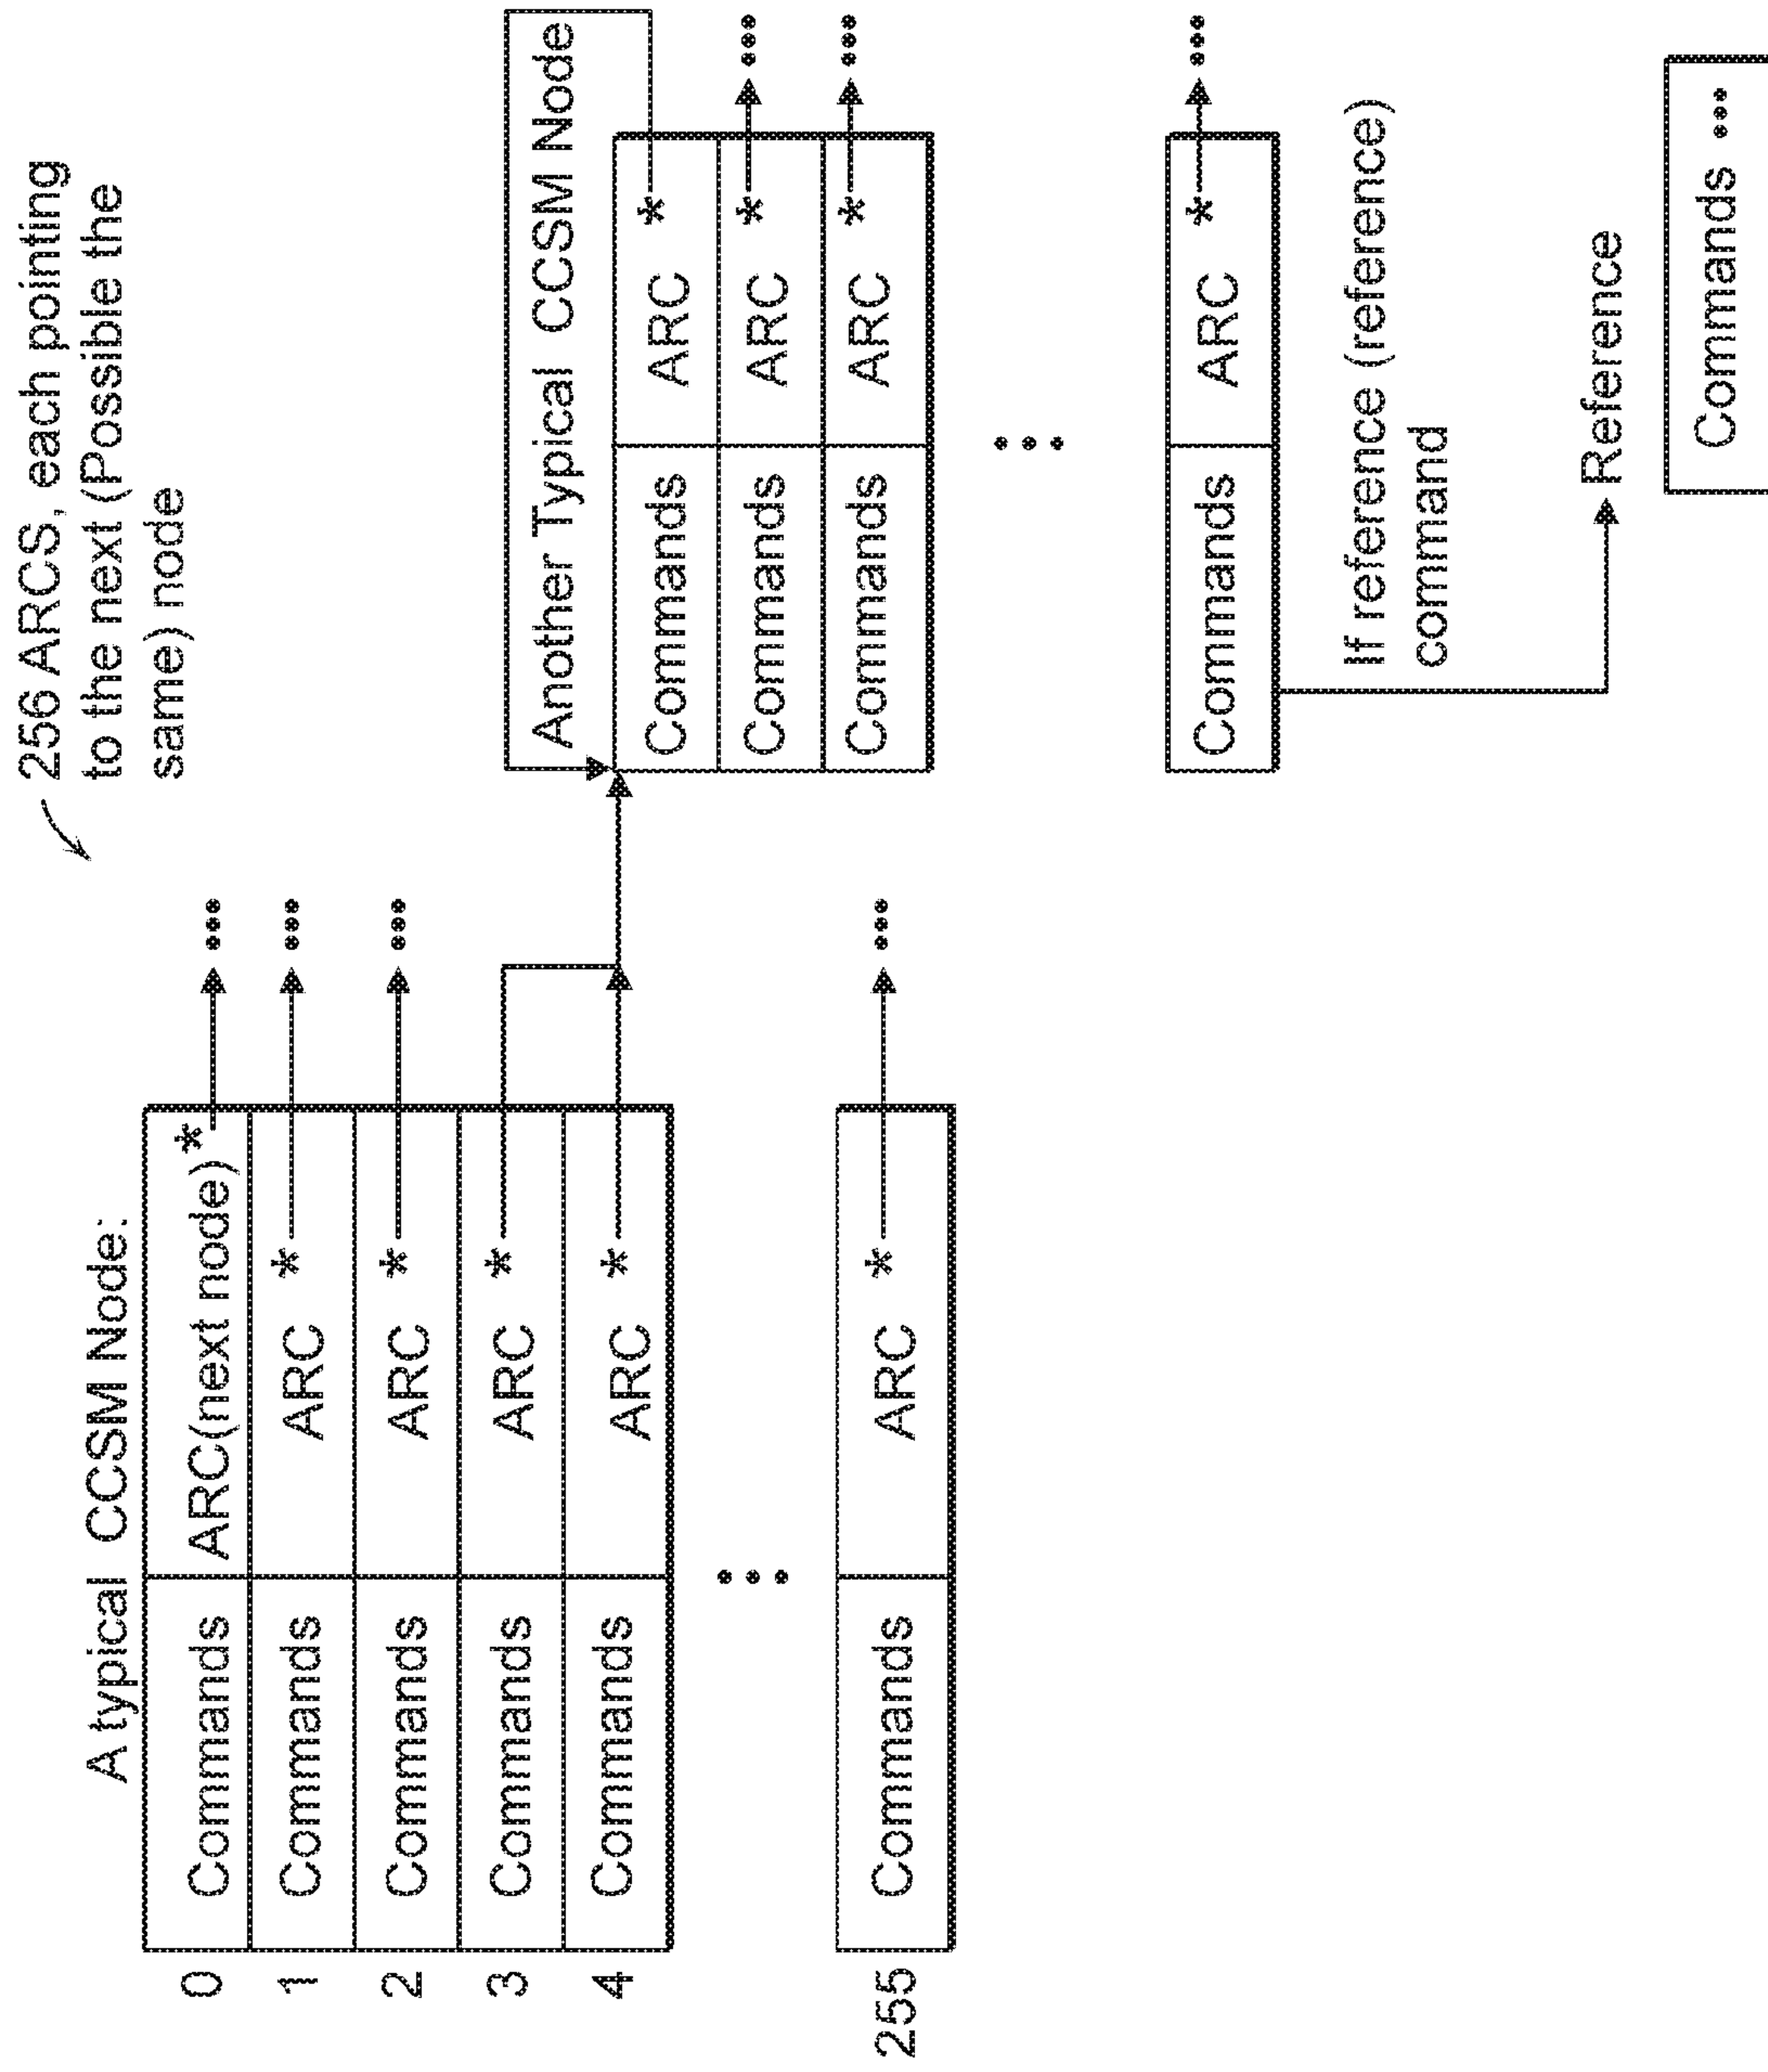 256 ARCS, each pointing
to the next (Possible the
same) node
A typical CCSM Node:
0 Commands ARC(next node)* •••
1 Commands ARC * •••
2 Commands ARC * •••
3 Commands ARC *
4 Commands ARC *
•••
255 Commands ARC * •••
Another Typical CCSM Node
Commands ARC *
Commands ARC * •••
Commands ARC * •••
•••
Commands ARC * •••
If reference (reference)
command
Reference
Commands •••